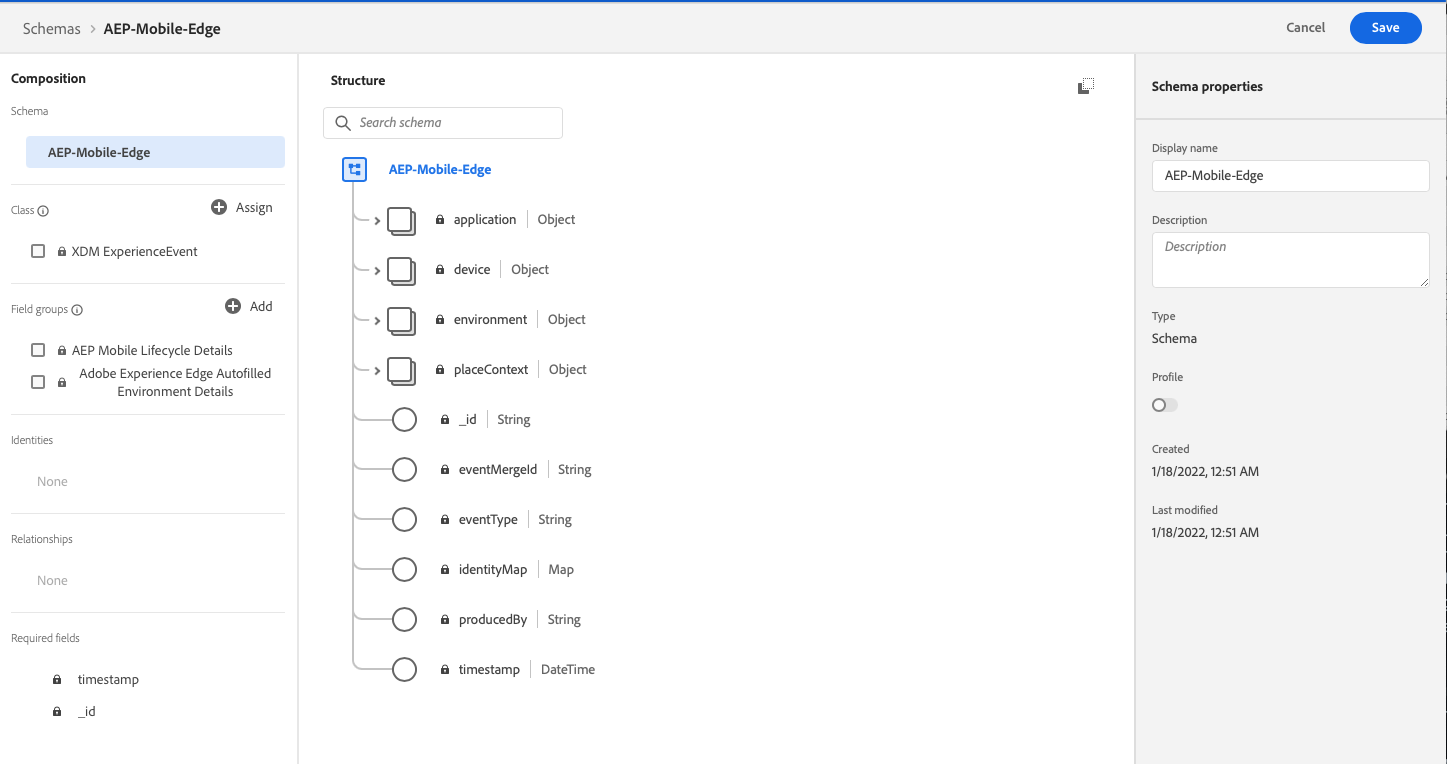 Schemas > AEP-Mobile-Edge
Cancel
Save
Composition
Schema
AEP-Mobile-Edge
Class
Assign
XDM ExperienceEvent
Field groups
Add
AEP Mobile Lifecycle Details
Adobe Experience Edge Autofilled
Environment Details
Identities
None
Relationships
None
Required fields
timestamp
_id
Structure
Search schema
AEP-Mobile-Edge
application | Object
device | Object
environment | Object
placeContext | Object
_id | String
eventMergeId | String
eventType | String
identityMap | Map
producedBy | String
timestamp | DateTime
Schema properties
Display name
AEP-Mobile-Edge
Description
Description
Type
Schema
Profile
Created
1/18/2022, 12:51 AM
Last modified
1/18/2022, 12:51 AM